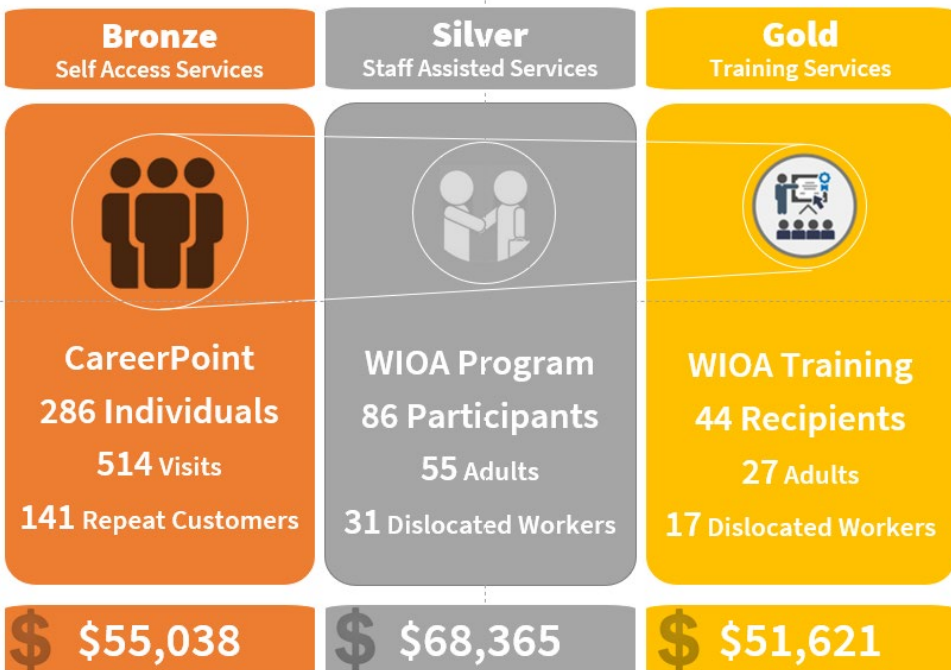 Bronze
Self Access Services
CareerPoint
286 Individuals
514 Visits
141 Repeat Customers
$ $55,038
Silver
Staff Assisted Services
WIOA Program
86 Participants
55 Adults
31 Dislocated Workers
$ $68,365
Gold
Training Services
WIOA Training
44 Recipients
27 Adults
17 Dislocated Workers
$ $51,621